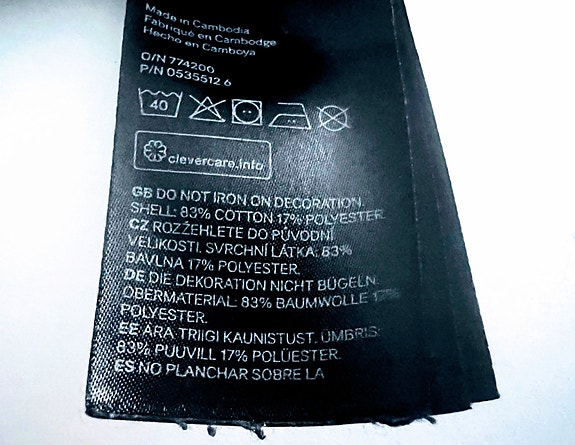 Made in Cambodia
Fabriqué en Cambodge
Hecho en Camboya
O/N 774200
P/N 0535512 6
40
clevercare.info
GB DO NOT IRON ON DECORATION.
SHELL: 83% COTTON 17% POLYESTER
CZ ROZŽEHLETE DO PŮVODNÍ
VELIKOSTI. SVRCHNÍ LÁTKA: 83%
BAVLNA 17% POLYESTER.
DE DIE DEKORATION NICHT BÜGELN.
OBERMATERIAL: 83% BAUMWOLLE 17%
POLYESTER.
EE ÄRA TRIIGI KAUNISTUST. ÜMBRIS:
83% PUUVILL 17% POLÜESTER.
ES NO PLANCHAR SOBRE LA